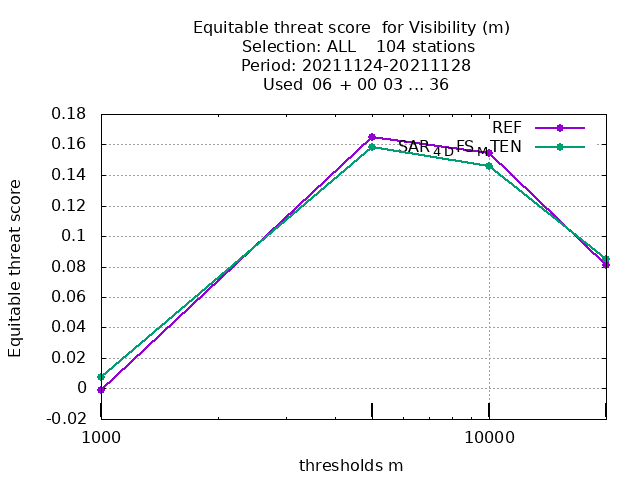 Equitable threat score  for Visibility (m)
Selection: ALL    104 stations
Period: 20211124-20211128
Used  06 + 00 03 ... 36
0.18
0.16
0.14
0.12
0.1
0.08
0.06
0.04
0.02
0
-0.02
Equitable threat score
REF
SAR4DFSMTEN
1000
10000
thresholds m